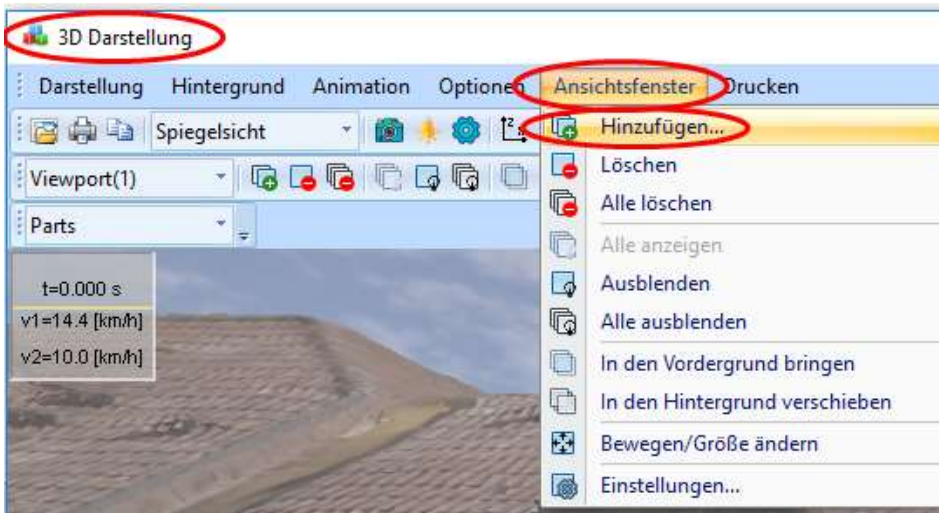 3D Darstellung
Darstellung Hintergrund Animation Optionen Ansichtsfenster Drucken
Spiegelsicht
Hinzufügen...
Viewport(1)
Löschen
Alle löschen
Parts
Alle anzeigen
t=0.000 s
Ausblenden
v1=14.4 [km/h]
Alle ausblenden
v2=10.0 [km/h]
In den Vordergrund bringen
In den Hintergrund verschieben
Bewegen/Größe ändern
Einstellungen...